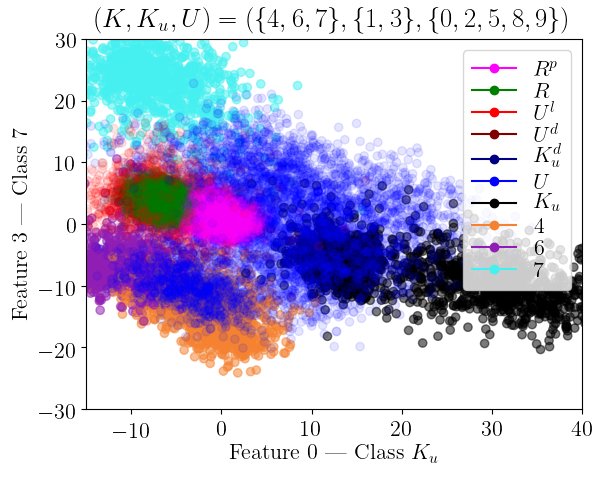 (K, K_u, U) = ({4, 6, 7}, {1, 3}, {0, 2, 5, 8, 9})
30
20
10
0
−10
−20
−30
Feature 3 — Class 7
R^p
R
U^l
U^d
K_u^d
U
K_u
4
6
7
−10
0
10
20
30
40
Feature 0 — Class K_u